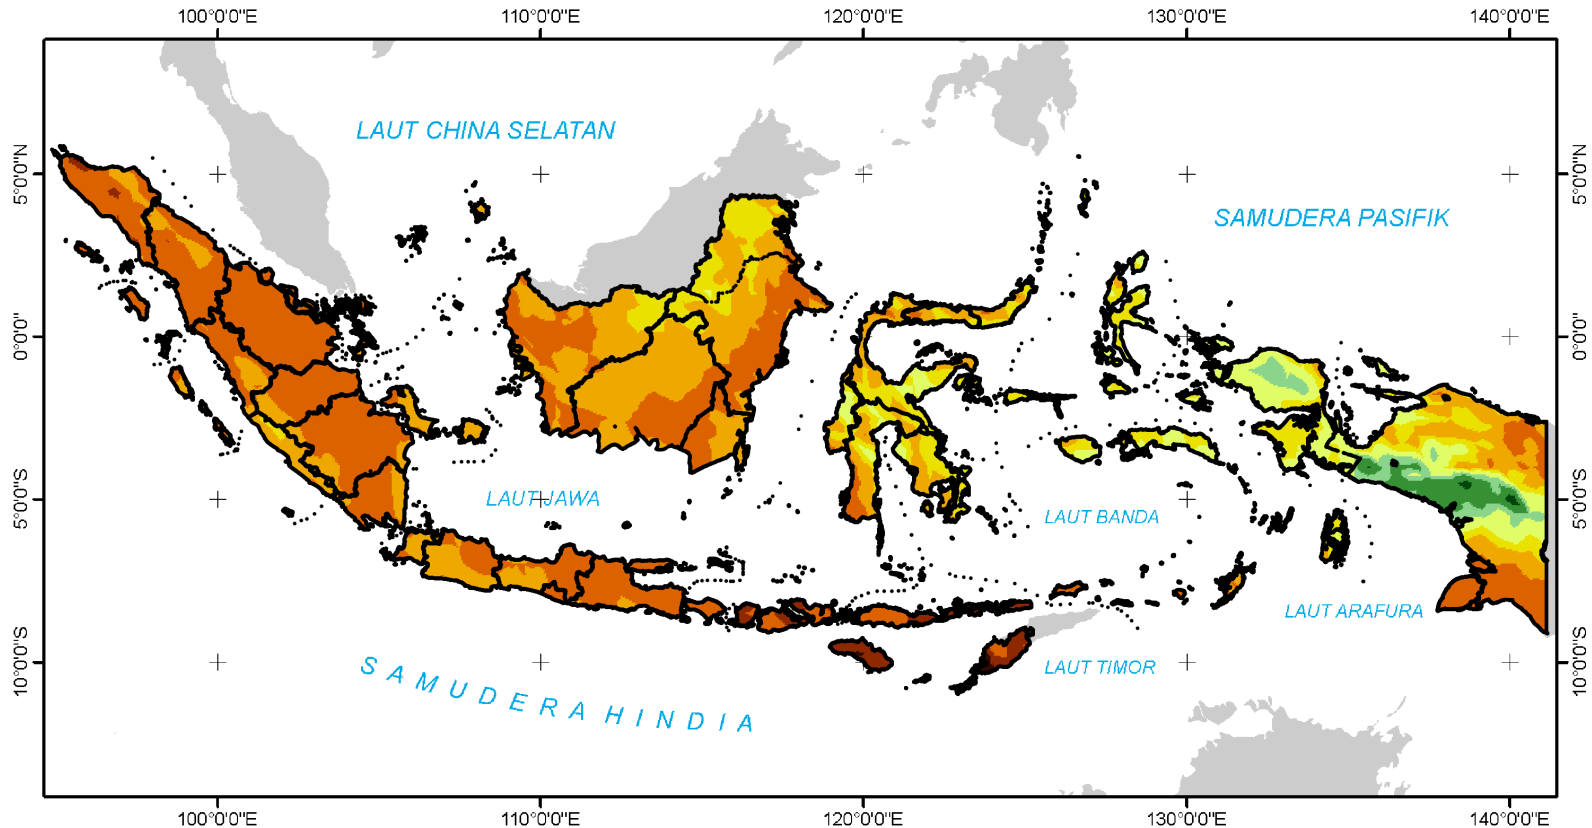 100°0'0"E 110°0'0"E 120°0'0"E 130°0'0"E 140°0'0"E
LAUT CHINA SELATAN
5°0'0"N 5°0'0"N
SAMUDERA PASIFIK
0°0'0" 0°0'0"
5°0'0"S LAUT JAWA 5°0'0"S
LAUT BANDA
LAUT ARAFURA
10°0'0"S LAUT TIMOR 10°0'0"S
SAMUDERA HINDIA
100°0'0"E 110°0'0"E 120°0'0"E 130°0'0"E 140°0'0"E